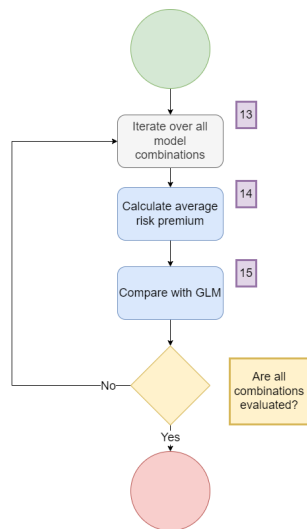 13
Iterate over all
model
combinations
14
Calculate average
risk premium
15
Compare with GLM
No
Are all
combinations
evaluated?
Yes